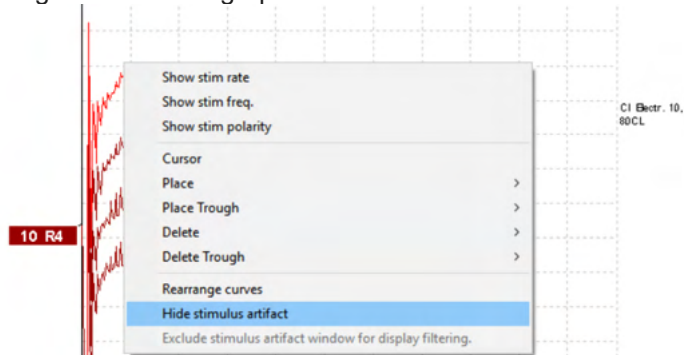 Show stim rate
Show stim freq.
Show stim polarity
CI Electr. 10,
80CL
Cursor
Place
Place Trough
Delete
10 R4
Delete Trough
Rearrange curves
Hide stimulus artifact
Exclude stimulus artifact window for display filtering.